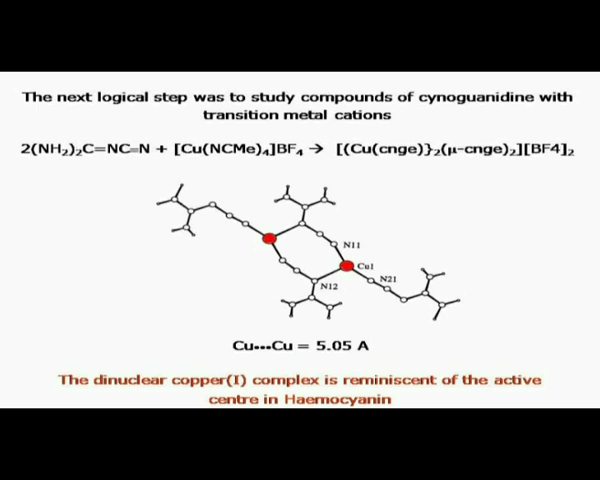 The next logical step was to study compounds of cynoguanidine with
transition metal cations
2(NH₂)₂C=NC=N + [Cu(NCMe)₄]BF₄ → [{(Cu(cnge)}₂(μ-cnge)₂][BF4]₂
N11
Cu1
N21
N12
Cu•••Cu = 5.05 A
The dinuclear copper(I) complex is reminiscent of the active
centre in Haemocyanin